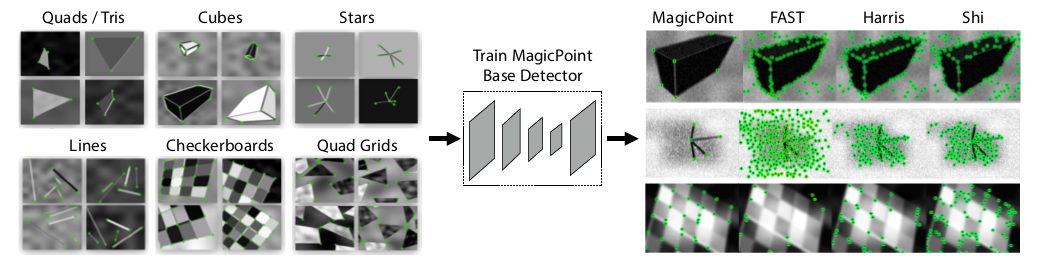 Quads / Tris
Cubes
Stars
Lines
Checkerboards
Quad Grids
Train MagicPoint
Base Detector
MagicPoint
FAST
Harris
Shi